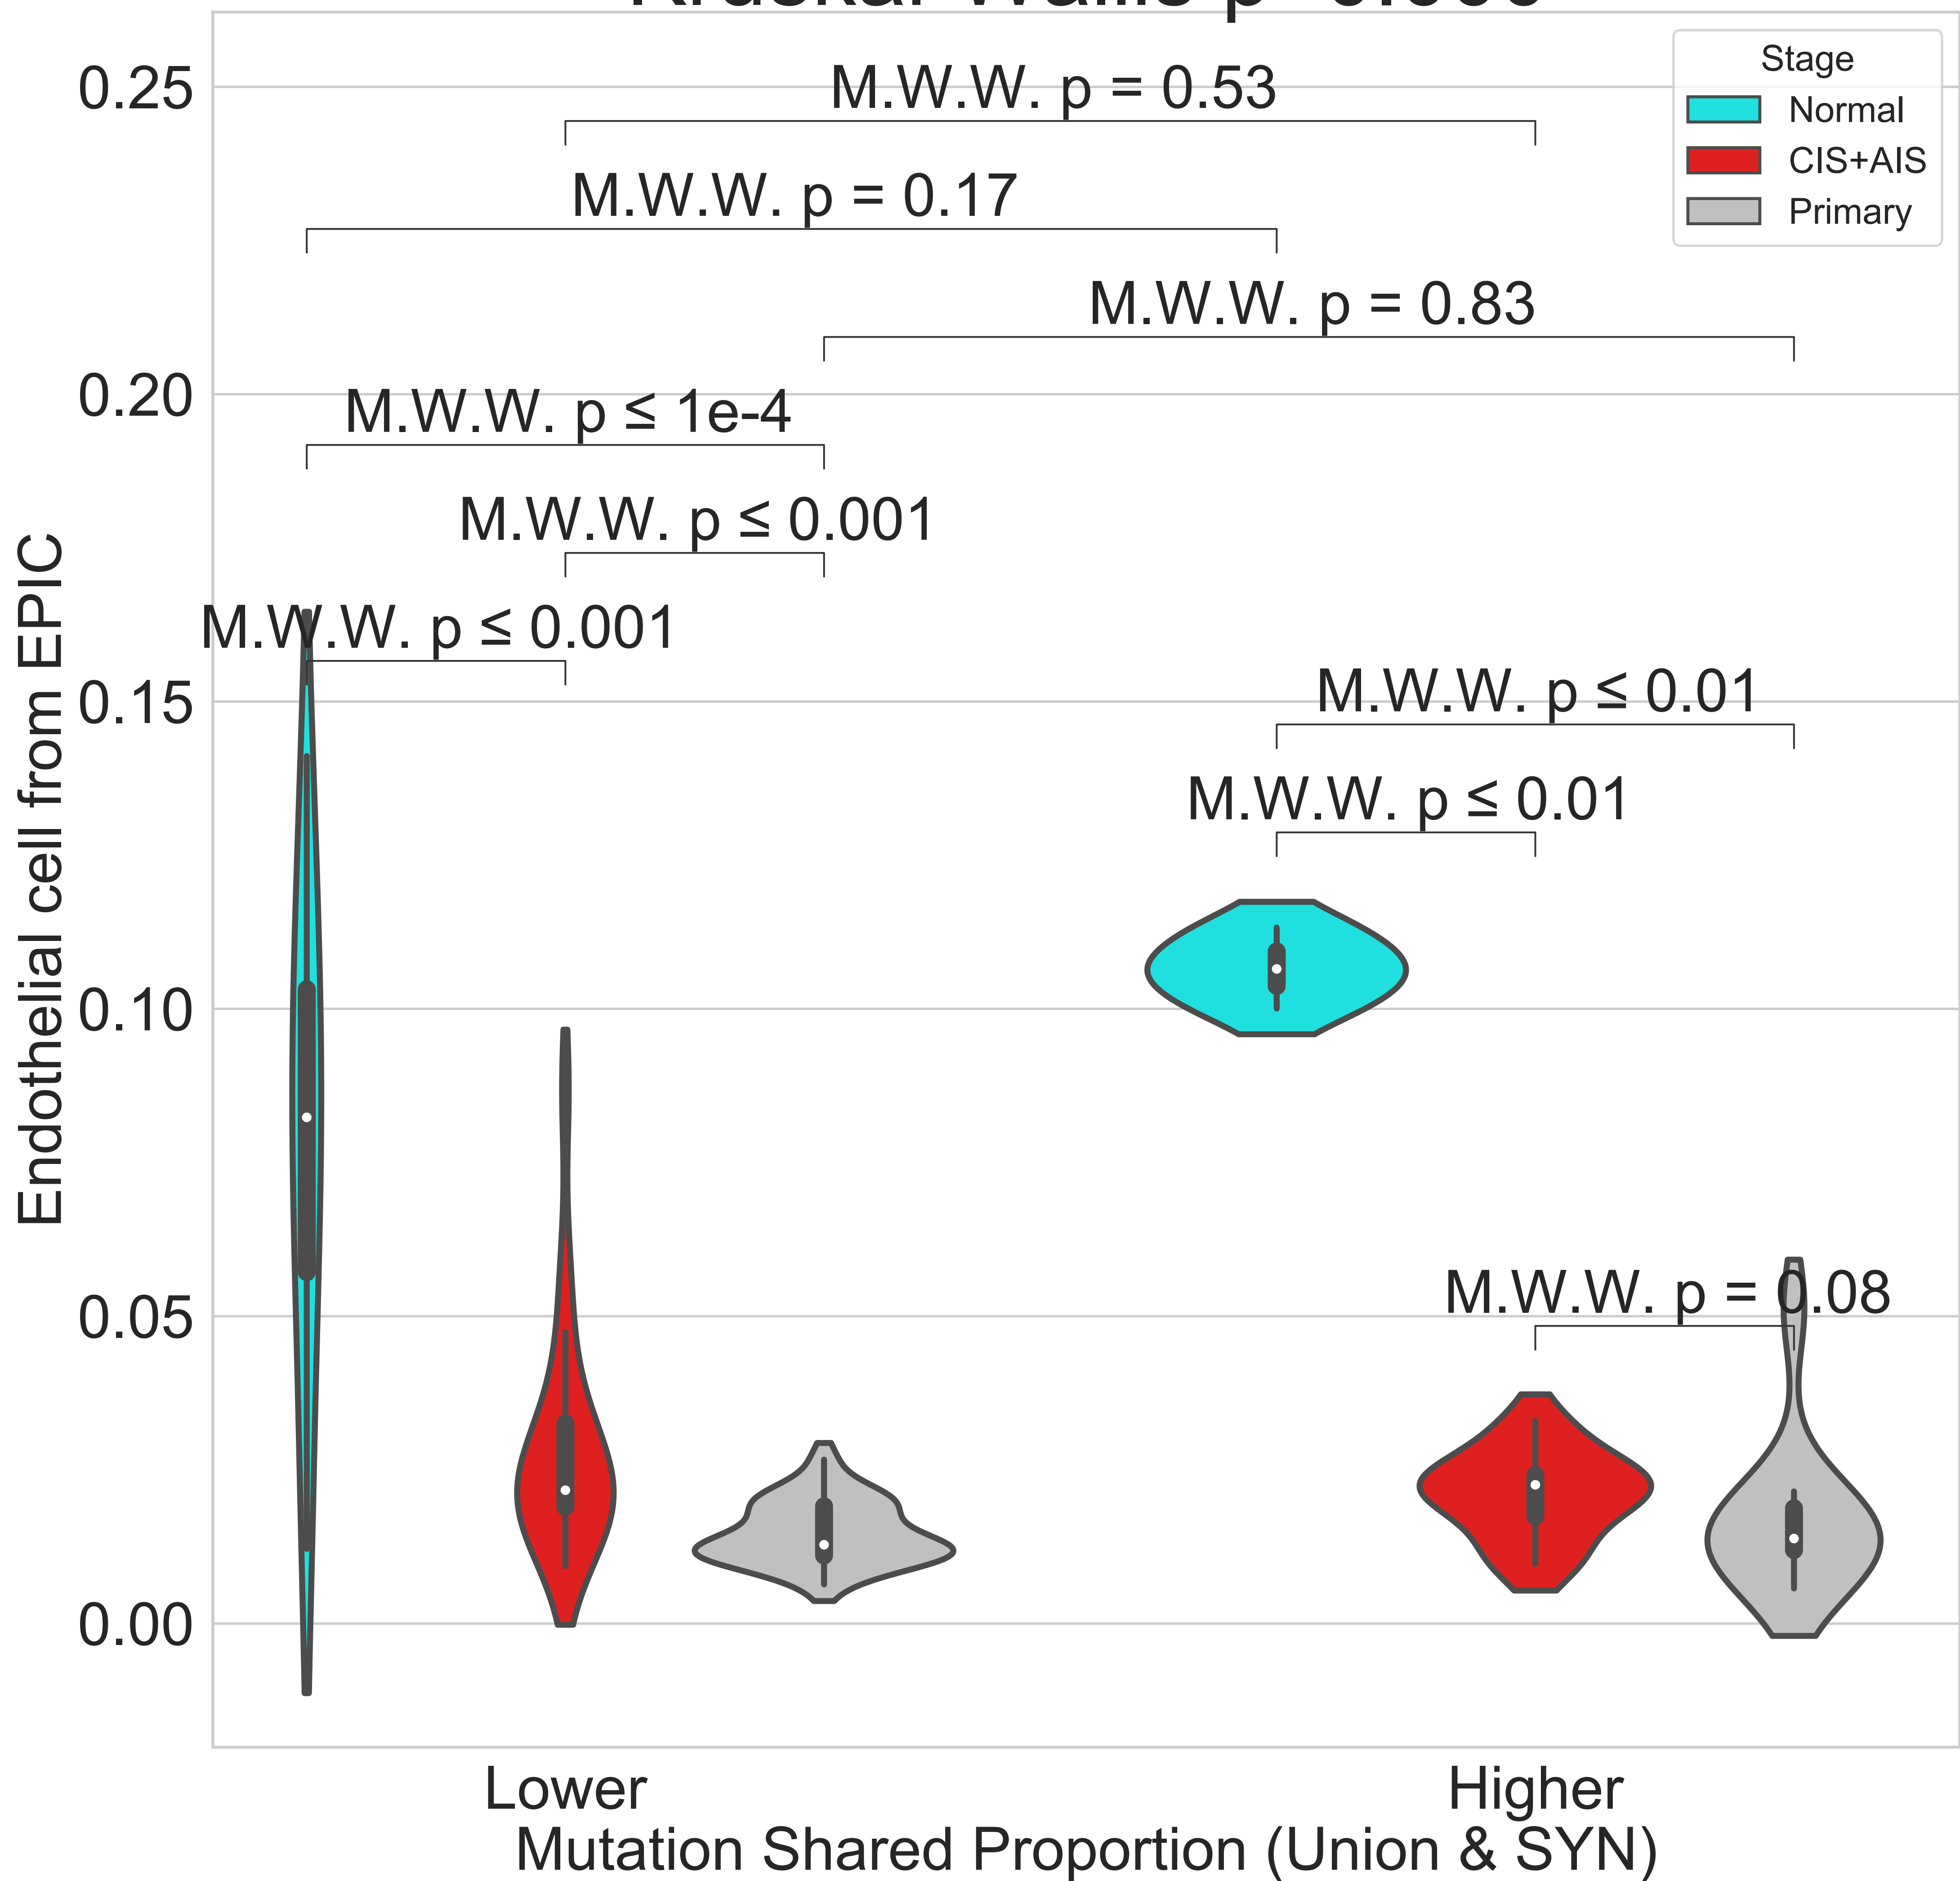 0.25
0.20
0.15
0.10
0.05
0.00
Endothelial cell from EPIC
Stage
Normal
CIS+AIS
Primary
M.W.W. p = 0.53
M.W.W. p = 0.17
M.W.W. p = 0.83
M.W.W. p ≤ 1e-4
M.W.W. p ≤ 0.001
M.W.W. p ≤ 0.001
M.W.W. p ≤ 0.01
M.W.W. p ≤ 0.01
M.W.W. p = 0.08
Lower
Higher
Mutation Shared Proportion (Union & SYN)